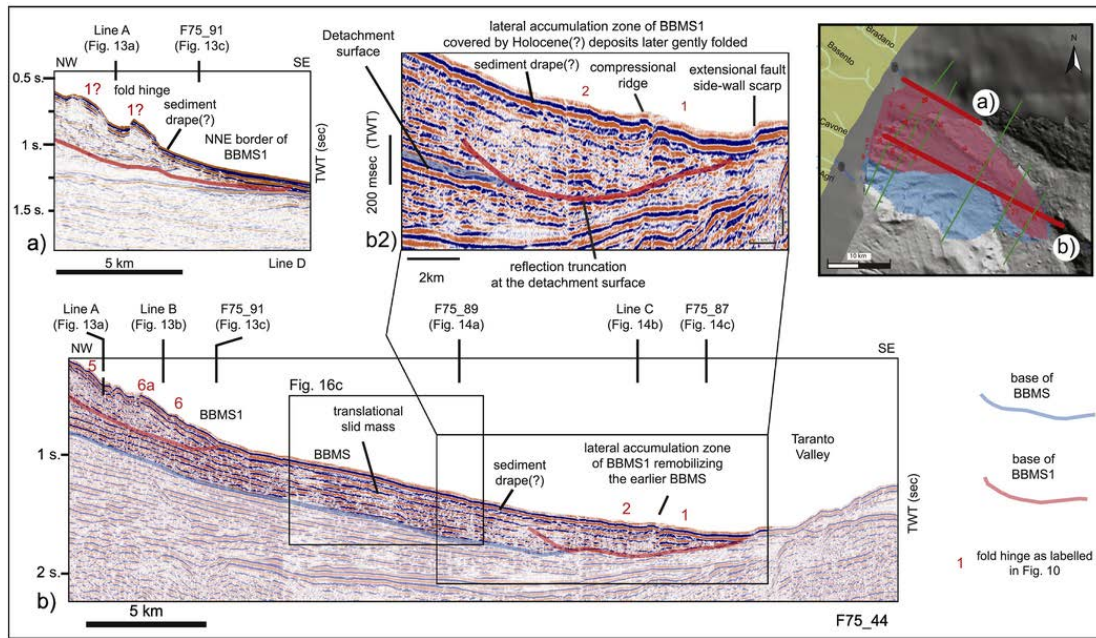 Line A
(Fig. 13a)
F75_91
(Fig. 13c)
NW
SE
0.5 s.
1 s.
1.5 s.
1?
fold hinge
1?
sediment
drape(?)
NNE border of
BBMS1
TWT (sec)
a)
5 km
Line D
lateral accumulation zone of BBMS1
covered by Holocene(?) deposits later gently folded
Detachment
surface
sediment drape(?)
2
compressional
ridge
1
extensional fault
side-wall scarp
200 msec (TWT)
b2)
2km
reflection truncation
at the detachment surface
Bradano
Basento
Cavone
Agri
N
a)
b)
10 km
Line A
(Fig. 13a)
Line B
(Fig. 13b)
F75_91
(Fig. 13c)
F75_89
(Fig. 14a)
Line C
(Fig. 14b)
F75_87
(Fig. 14c)
NW
SE
5
6a
6
BBMS1
Fig. 16c
translational
slid mass
BBMS
sediment
drape(?)
lateral accumulation zone
of BBMS1 remobilizing
the earlier BBMS
2
1
Taranto
Valley
1 s.
2 s.
TWT (sec)
b)
5 km
F75_44
base of
BBMS
base of
BBMS1
1
fold hinge as labelled
in Fig. 10